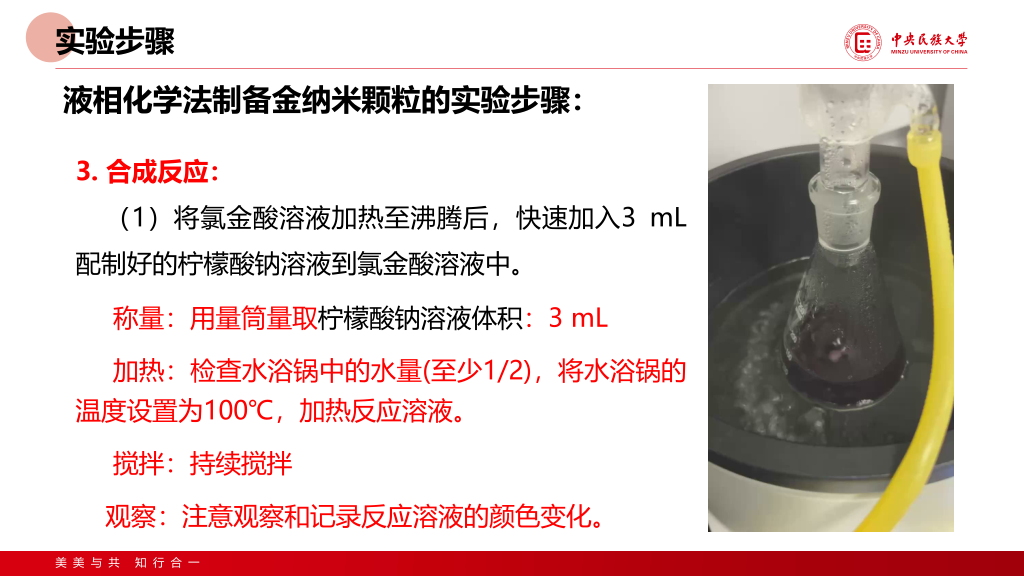 实验步骤
中央民族大学
MINZU UNIVERSITY OF CHINA
液相化学法制备金纳米颗粒的实验步骤：
3. 合成反应：
（1）将氯金酸溶液加热至沸腾后，快速加入3 mL
配制好的柠檬酸钠溶液到氯金酸溶液中。
称量：用量筒量取柠檬酸钠溶液体积：3 mL
加热：检查水浴锅中的水量(至少1/2)，将水浴锅的
温度设置为100℃，加热反应溶液。
搅拌：持续搅拌
观察：注意观察和记录反应溶液的颜色变化。
美美与共 知行合一